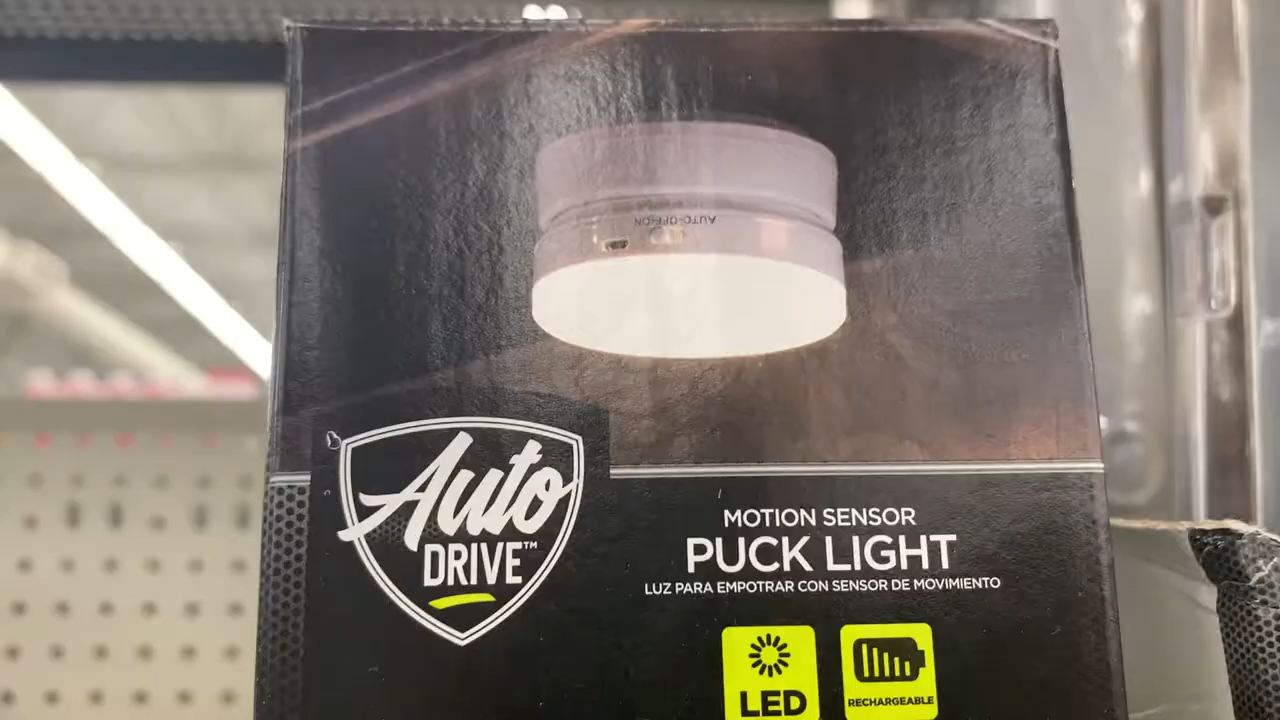 AUTO-OFF-ON
Auto
DRIVE™
MOTION SENSOR
PUCK LIGHT
LUZ PARA EMPOTRAR CON SENSOR DE MOVIMIENTO
LED
RECHARGEABLE